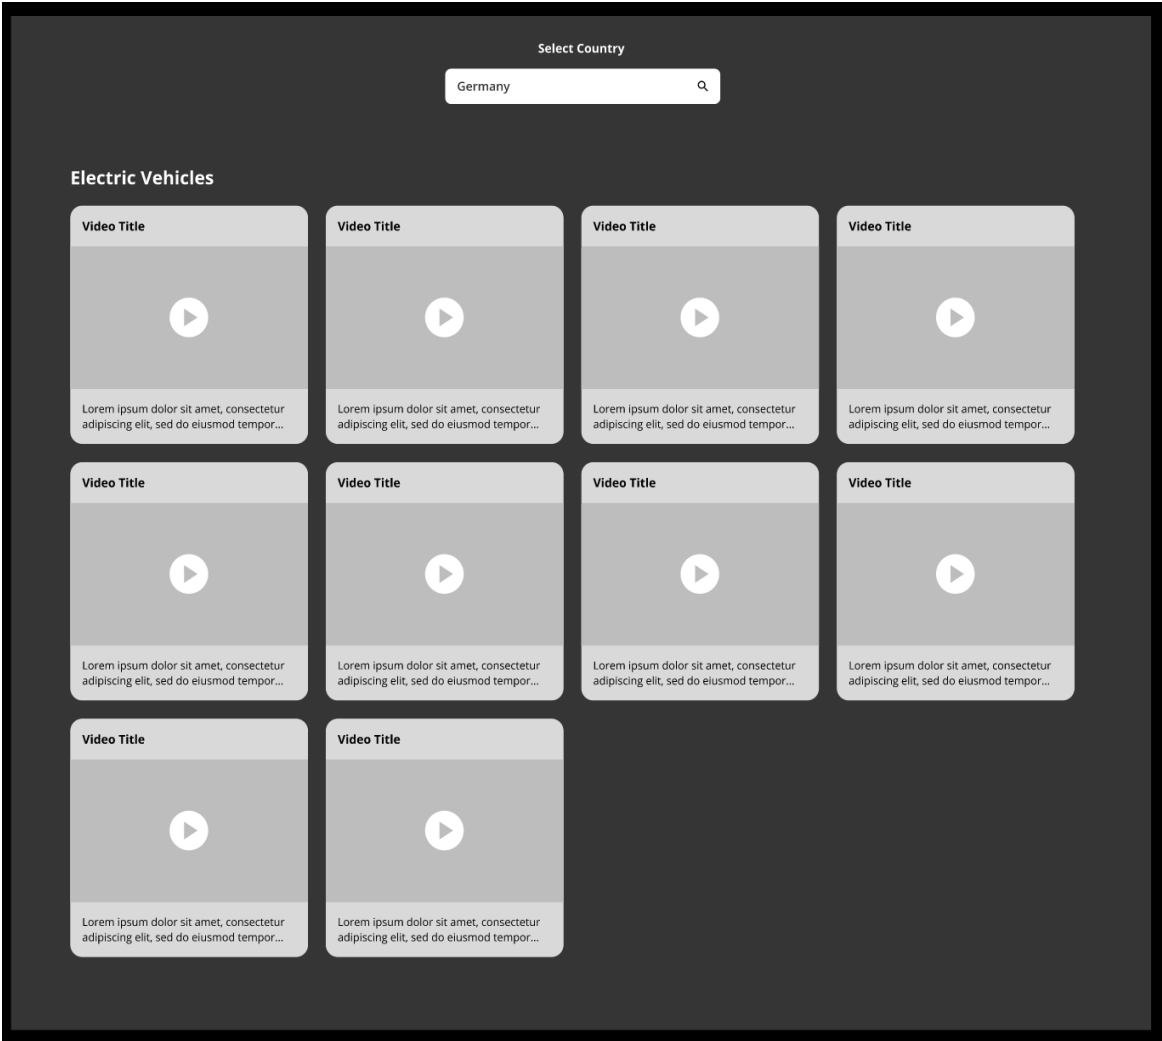 Select Country
Germany
Electric Vehicles
Video Title
Lorem ipsum dolor sit amet, consectetur
adipiscing elit, sed do eiusmod tempor...
Video Title
Lorem ipsum dolor sit amet, consectetur
adipiscing elit, sed do eiusmod tempor...
Video Title
Lorem ipsum dolor sit amet, consectetur
adipiscing elit, sed do eiusmod tempor...
Video Title
Lorem ipsum dolor sit amet, consectetur
adipiscing elit, sed do eiusmod tempor...
Video Title
Lorem ipsum dolor sit amet, consectetur
adipiscing elit, sed do eiusmod tempor...
Video Title
Lorem ipsum dolor sit amet, consectetur
adipiscing elit, sed do eiusmod tempor...
Video Title
Lorem ipsum dolor sit amet, consectetur
adipiscing elit, sed do eiusmod tempor...
Video Title
Lorem ipsum dolor sit amet, consectetur
adipiscing elit, sed do eiusmod tempor...
Video Title
Lorem ipsum dolor sit amet, consectetur
adipiscing elit, sed do eiusmod tempor...
Video Title
Lorem ipsum dolor sit amet, consectetur
adipiscing elit, sed do eiusmod tempor...